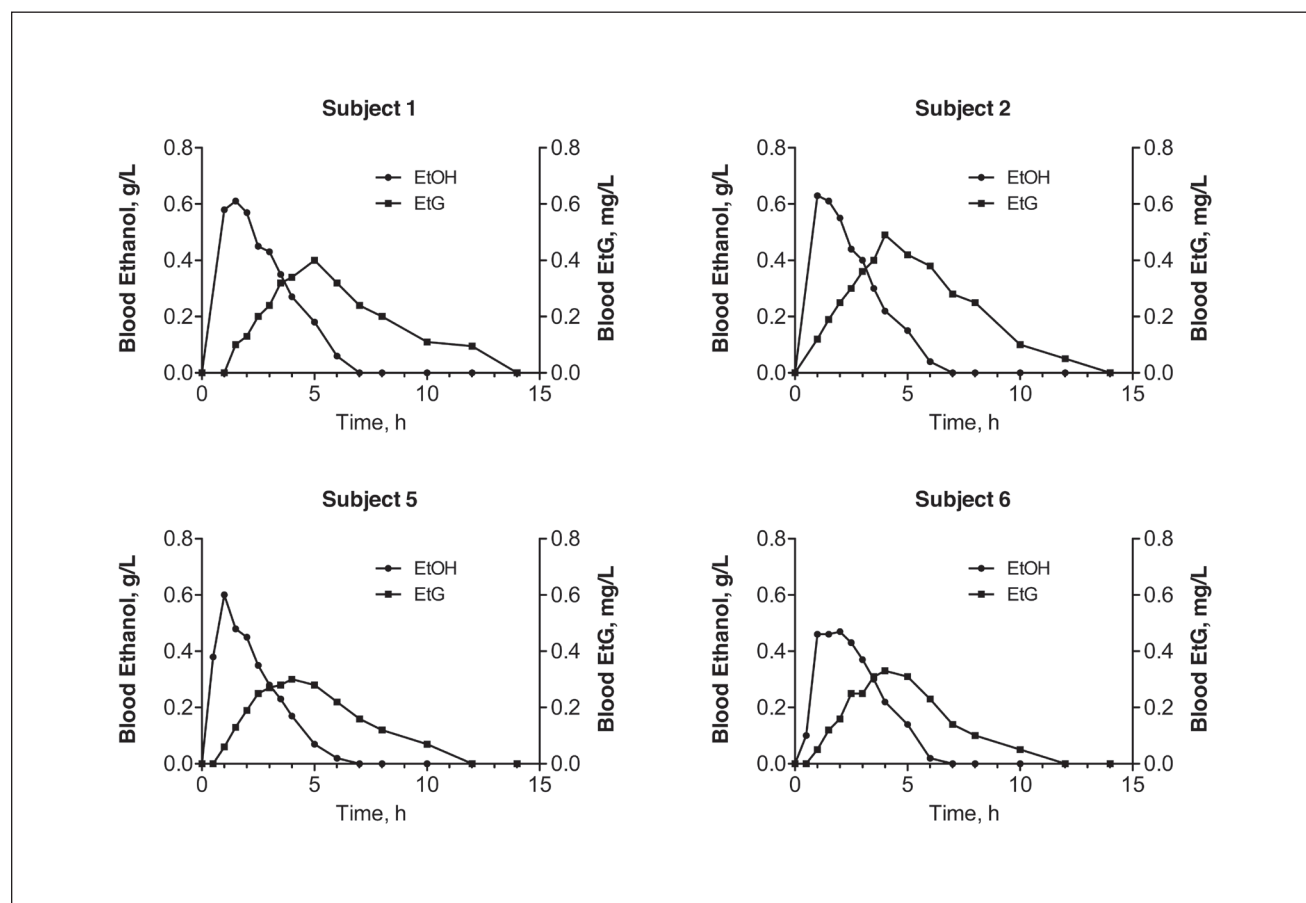 Subject 1
Blood Ethanol, g/L
0.8
0.6
0.4
0.2
0.0
EtOH
EtG
0.8
0.6
0.4
0.2
0.0
Blood EtG, mg/L
0 5 10 15
Time, h
Subject 2
Blood Ethanol, g/L
0.8
0.6
0.4
0.2
0.0
EtOH
EtG
0.8
0.6
0.4
0.2
0.0
Blood EtG, mg/L
0 5 10 15
Time, h
Subject 5
Blood Ethanol, g/L
0.8
0.6
0.4
0.2
0.0
EtOH
EtG
0.8
0.6
0.4
0.2
0.0
Blood EtG, mg/L
0 5 10 15
Time, h
Subject 6
Blood Ethanol, g/L
0.8
0.6
0.4
0.2
0.0
EtOH
EtG
0.8
0.6
0.4
0.2
0.0
Blood EtG, mg/L
0 5 10 15
Time, h